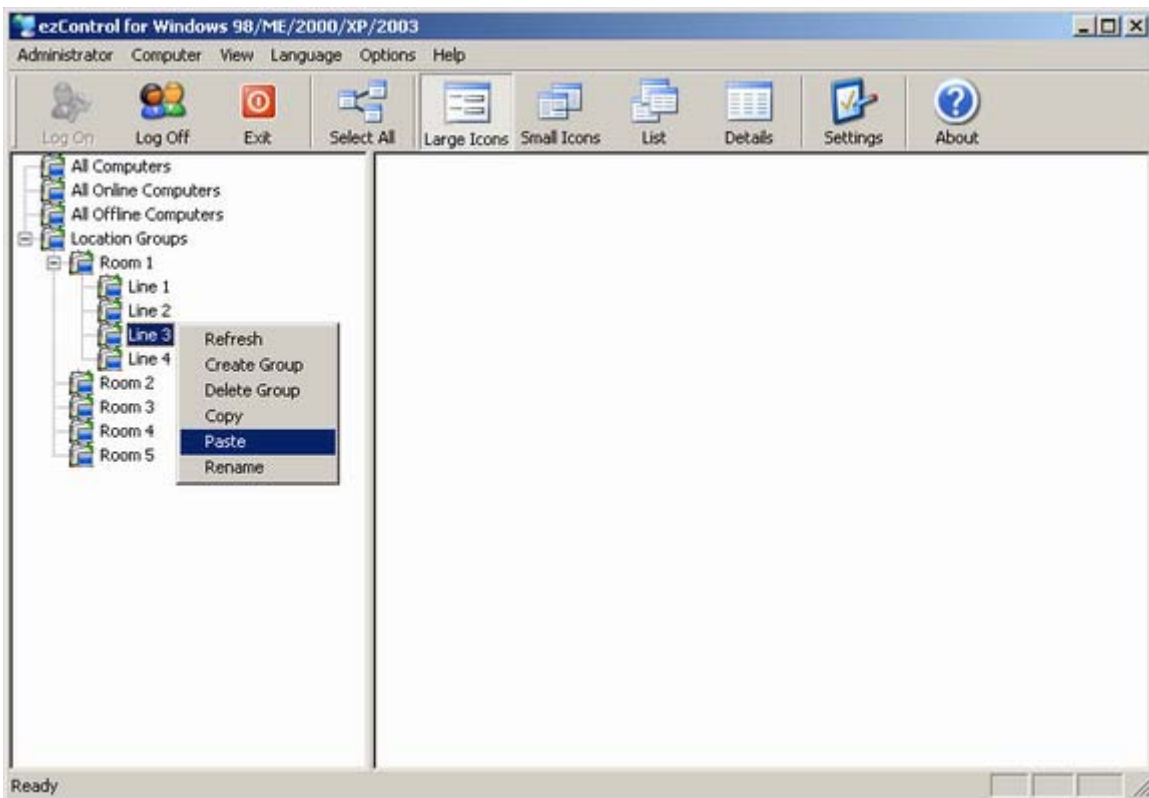 ezControl for Windows 98/ME/2000/XP/2003
Administrator Computer View Language Options Help
Log On Log Off Exit Select All Large Icons Small Icons List Details Settings About
All Computers
All Online Computers
All Offline Computers
Location Groups
Room 1
Line 1
Line 2
Line 3
Line 4
Room 2
Room 3
Room 4
Room 5
Refresh
Create Group
Delete Group
Copy
Paste
Rename
Ready